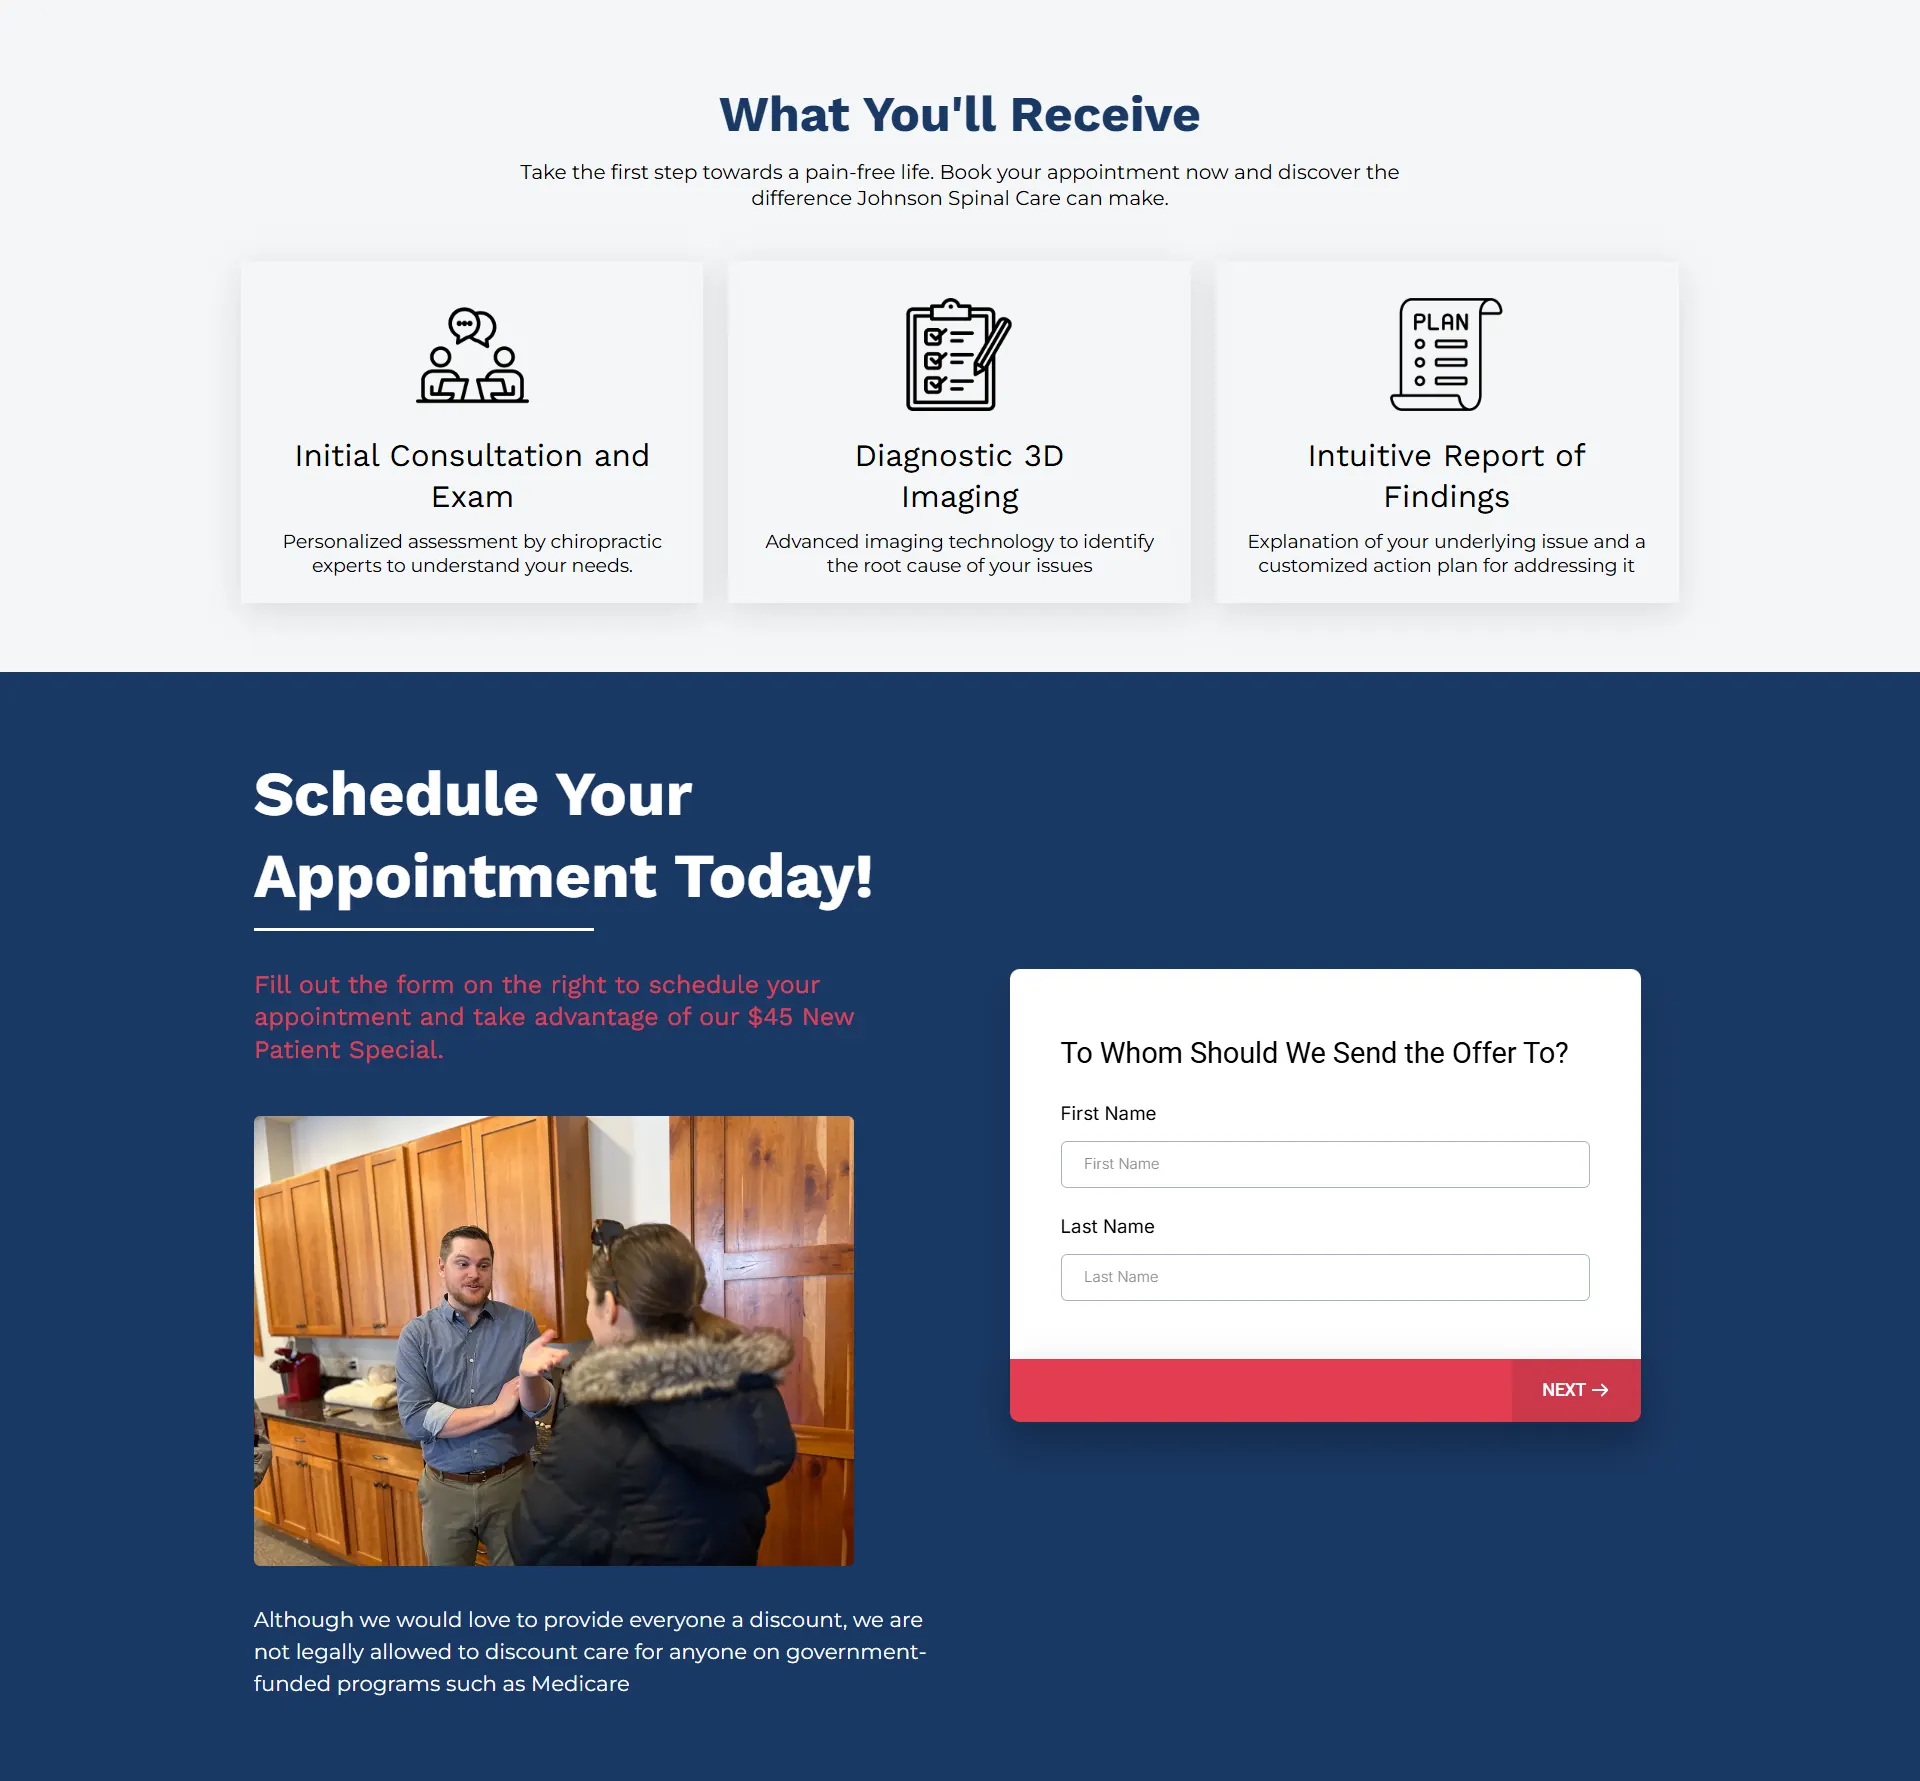 What You'll Receive
Take the first step towards a pain-free life. Book your appointment now and discover the
difference Johnson Spinal Care can make.
Initial Consultation and
Exam
Personalized assessment by chiropractic
experts to understand your needs.
Diagnostic 3D
Imaging
Advanced imaging technology to identify
the root cause of your issues
PLAN
Intuitive Report of
Findings
Explanation of your underlying issue and a
customized action plan for addressing it
Schedule Your
Appointment Today!
Fill out the form on the right to schedule your
appointment and take advantage of our $45 New
Patient Special.
Although we would love to provide everyone a discount, we are
not legally allowed to discount care for anyone on government-
funded programs such as Medicare
To Whom Should We Send the Offer To?
First Name
First Name
Last Name
Last Name
NEXT →